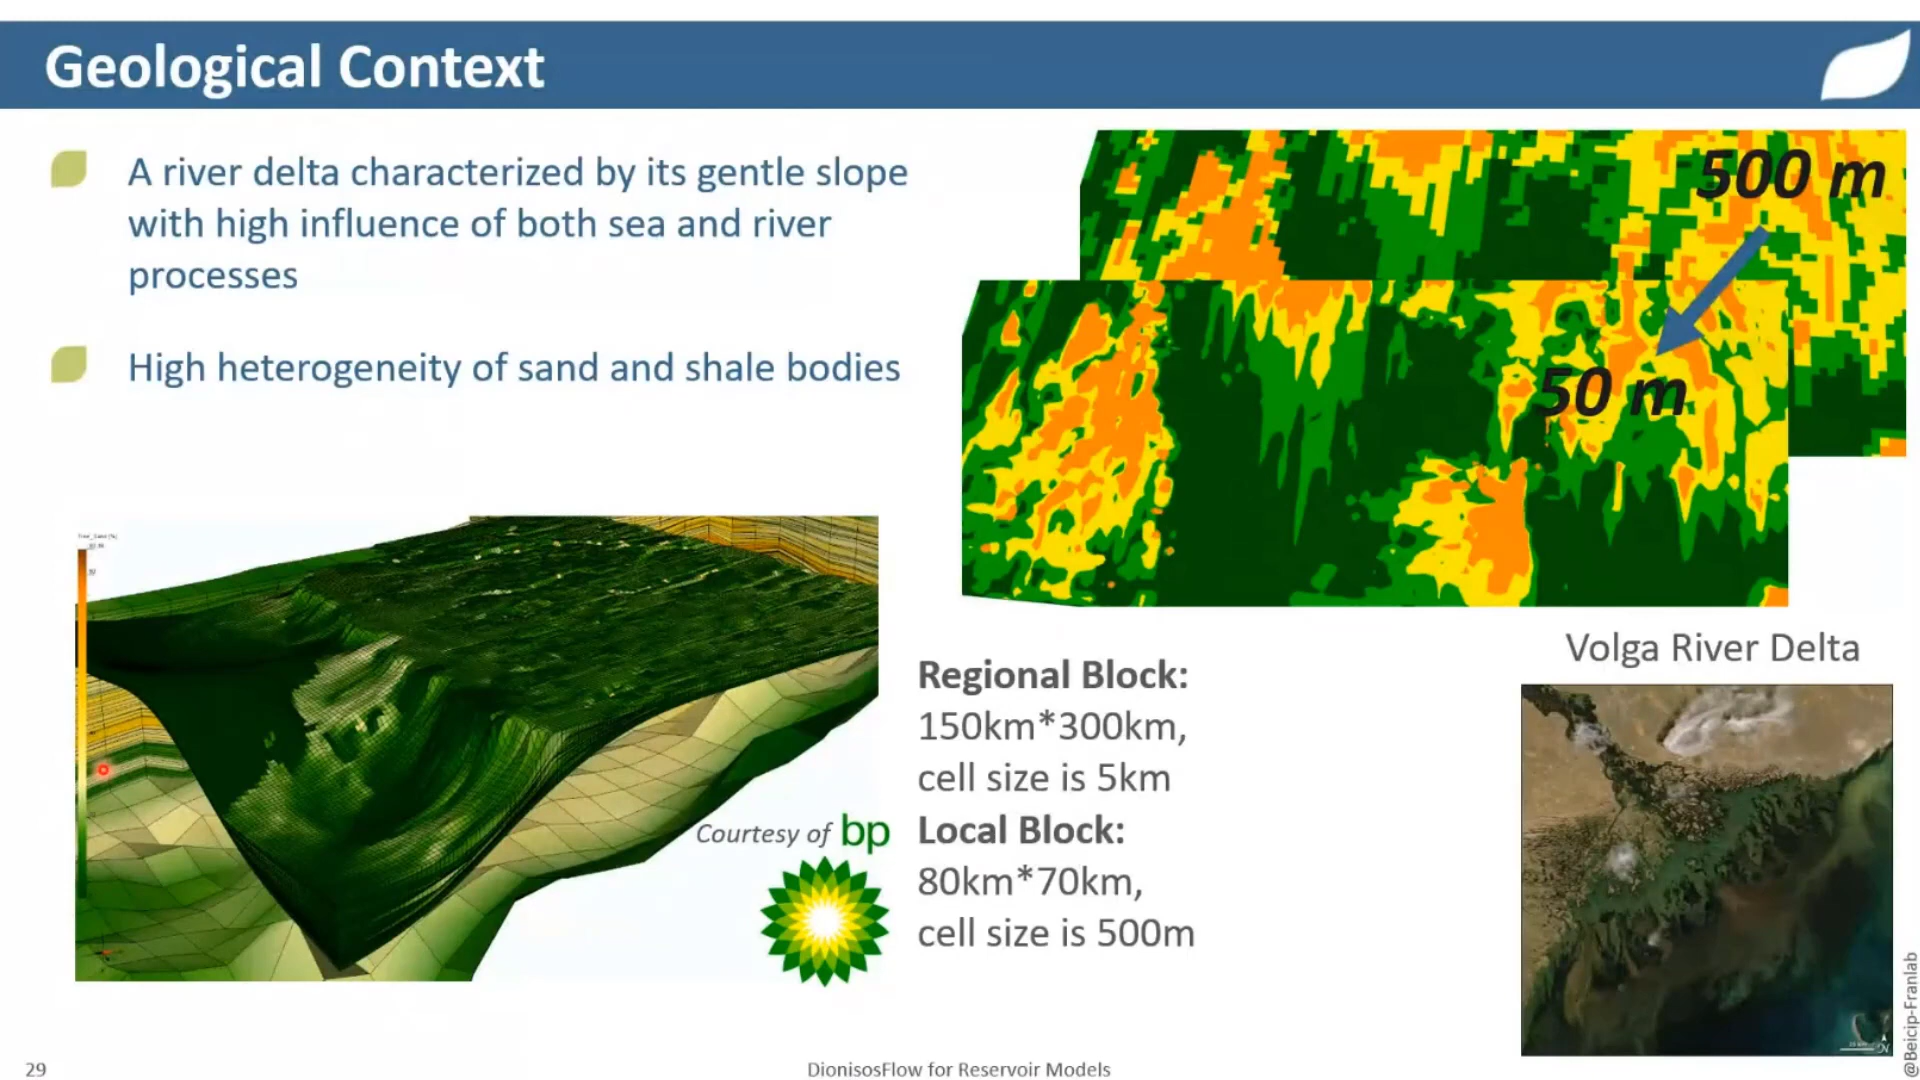 Geological Context
A river delta characterized by its gentle slope
with high influence of both sea and river
processes
High heterogeneity of sand and shale bodies
500 m
50 m
Courtesy of bp
Regional Block:
150km*300km,
cell size is 5km
Local Block:
80km*70km,
cell size is 500m
Volga River Delta
@Beicip-Franlab
29
DionisosFlow for Reservoir Models